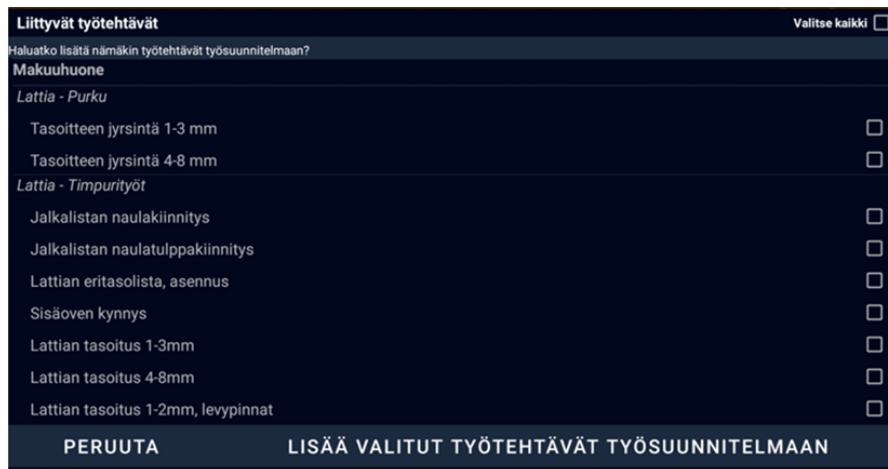 Liittyvät työtehtävät
Valitse kaikki
Haluatko lisätä nämäkin työtehtävät työsuunnitelmaan?
Makuuhuone
Lattia - Purku
Tasoitteen jyrsintä 1-3 mm
Tasoitteen jyrsintä 4-8 mm
Lattia - Timpurityöt
Jalkalistan naulakiinnitys
Jalkalistan naulatulppakiinnitys
Lattian eritasolista, asennus
Sisäoven kynnys
Lattian tasoitus 1-3mm
Lattian tasoitus 4-8mm
Lattian tasoitus 1-2mm, levypinnat
PERUUTA
LISÄÄ VALITUT TYÖTEHTÄVÄT TYÖSUUNNITELMAAN